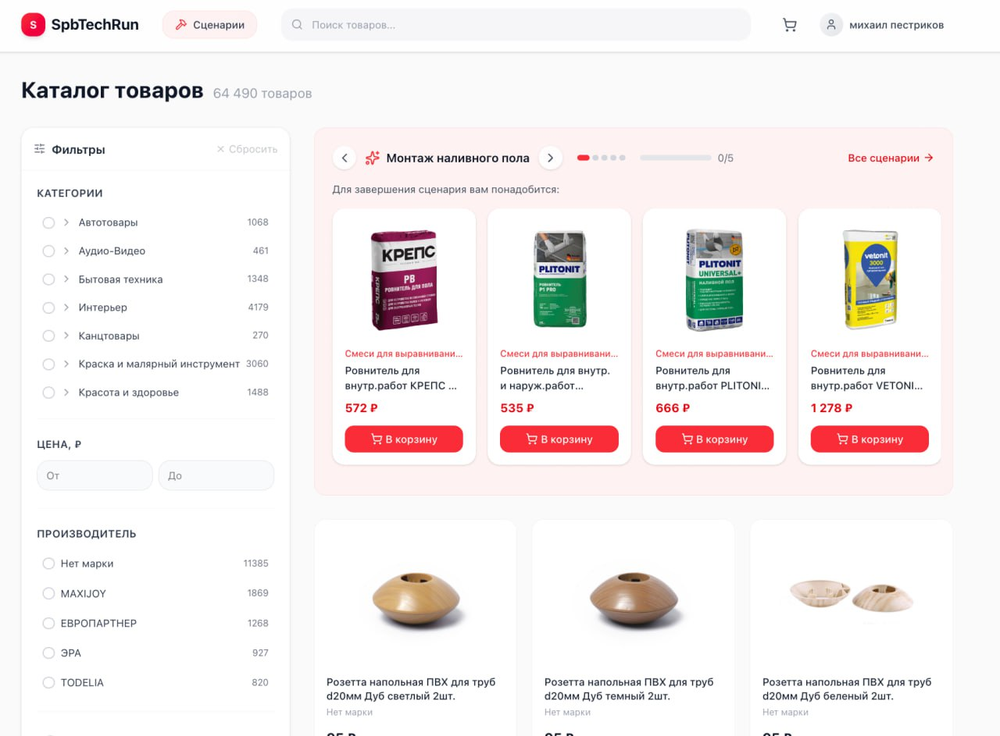 S SpbTechRun
Сценарии
Поиск товаров...
михаил пестриков
Каталог товаров 64 490 товаров
Фильтры
Сбросить
КАТЕГОРИИ
Автотовары 1068
Аудио-Видео 461
Бытовая техника 1348
Интерьер 4179
Канцтовары 270
Краска и малярный инструмент 3060
Красота и здоровье 1488
ЦЕНА, ₽
От
До
ПРОИЗВОДИТЕЛЬ
Нет марки 11385
MAXIJOY 1869
ЕВРОПАРТНЕР 1268
ЭРА 927
TODELIA 820
Монтаж наливного пола
0/5
Все сценарии
Для завершения сценария вам понадобится:
КРЕПС
РВ
РОВНИТЕЛЬ ДЛЯ ПОЛА
КРЕПС
Смеси для выравнивани...
Ровнитель для
внутр.работ КРЕПС ...
572 ₽
В корзину
PLITONIT
РОВНИТЕЛЬ
P1 PRO
Смеси для выравнивани...
Ровнитель для внутр.
и наруж.работ...
535 ₽
В корзину
PLITONIT
PLITONIT
UNIVERSAL+
НАЛИВНОЙ ПОЛ
Смеси для выравнивани...
Ровнитель для
внутр.работ PLITONI...
666 ₽
В корзину
vetonit
3000
Смеси для выравнивани...
Ровнитель для
внутр.работ VETONI...
1 278 ₽
В корзину
Розетта напольная ПВХ для труб
d20мм Дуб светлый 2шт.
Нет марки
Розетта напольная ПВХ для труб
d20мм Дуб темный 2шт.
Нет марки
Розетта напольная ПВХ для труб
d20мм Дуб беленый 2шт.
Нет марки